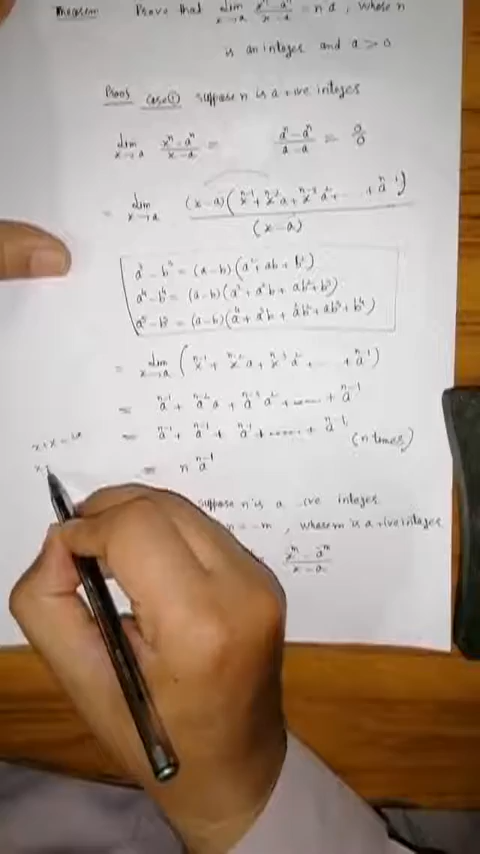 Theorem Prove that lim x→a xⁿ-aⁿ/x-a = n aⁿ⁻¹, where n
is an integer and a > 0
Proof Case① suppose n is a +ive integer
lim x→a xⁿ-aⁿ/x-a = aⁿ-aⁿ/a-a = 0/0
= lim x→a (x-a)(xⁿ⁻¹+xⁿ⁻²a+xⁿ⁻³a²+....+aⁿ⁻¹)/(x-a)
a³-b³ = (a-b)(a²+ab+b²)
a⁴-b⁴ = (a-b)(a³+a²b+ab²+b³)
a⁵-b⁵ = (a-b)(a⁴+a³b+a²b²+ab³+b⁴)
= lim x→a (xⁿ⁻¹+xⁿ⁻²a+xⁿ⁻³a²+....+aⁿ⁻¹)
= aⁿ⁻¹+aⁿ⁻²a+aⁿ⁻³a²+.....+aⁿ⁻¹
= aⁿ⁻¹+aⁿ⁻¹+aⁿ⁻¹+.....+aⁿ⁻¹ (n times)
x+x=2x
x+
= n aⁿ⁻¹
suppose n is a -ive integer
n = -m, where m is a +ive integer
x⁻ᵐ-a⁻ᵐ/x-a